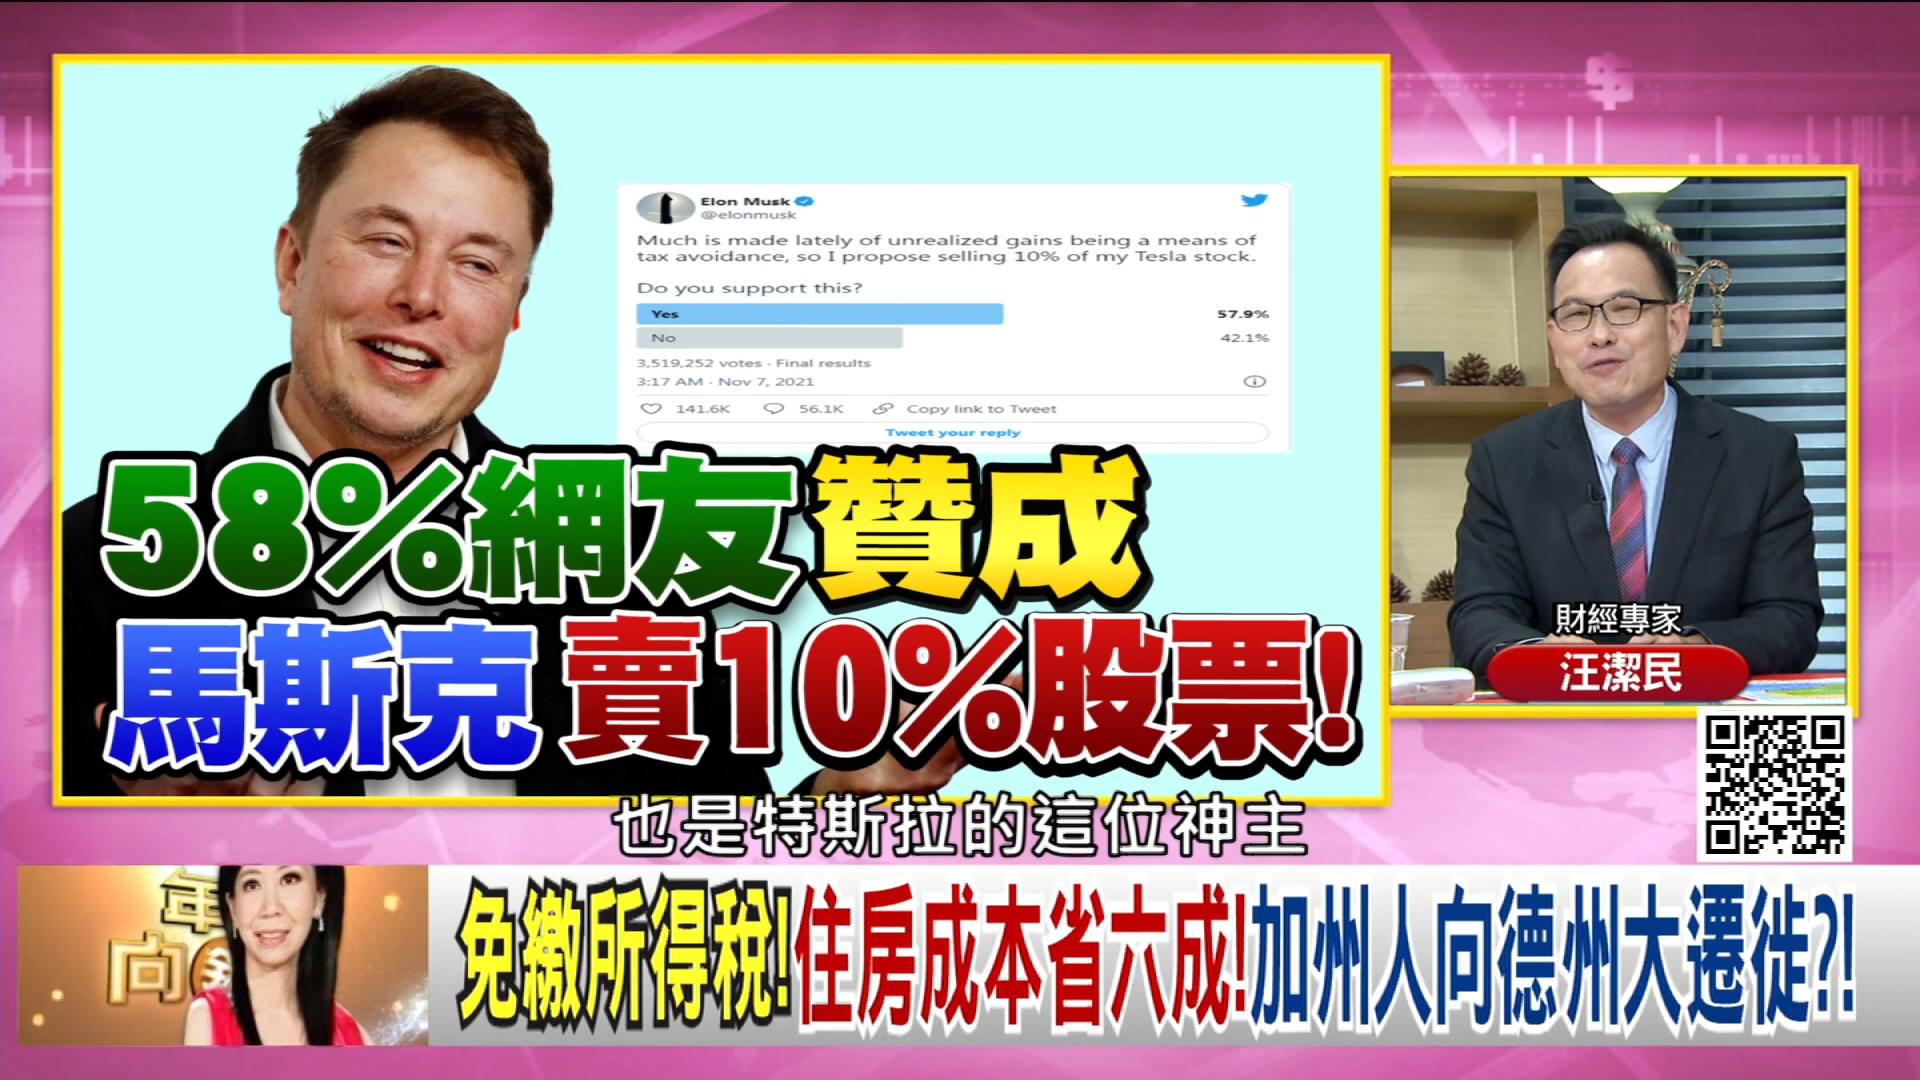 Elon Musk
@elonmusk
Much is made lately of unrealized gains being a means of
tax avoidance, so I propose selling 10% of my Tesla stock.
Do you support this?
Yes 57.9%
No 42.1%
3,519,252 votes · Final results
3:17 AM · Nov 7, 2021
141.6K 56.1K Copy link to Tweet
Tweet your reply
58%網友贊成
馬斯克 賣10%股票!
財經專家
汪潔民
也是特斯拉的這位神主
年
向
免繳所得稅!住房成本省六成!加州人向德州大遷徙?!